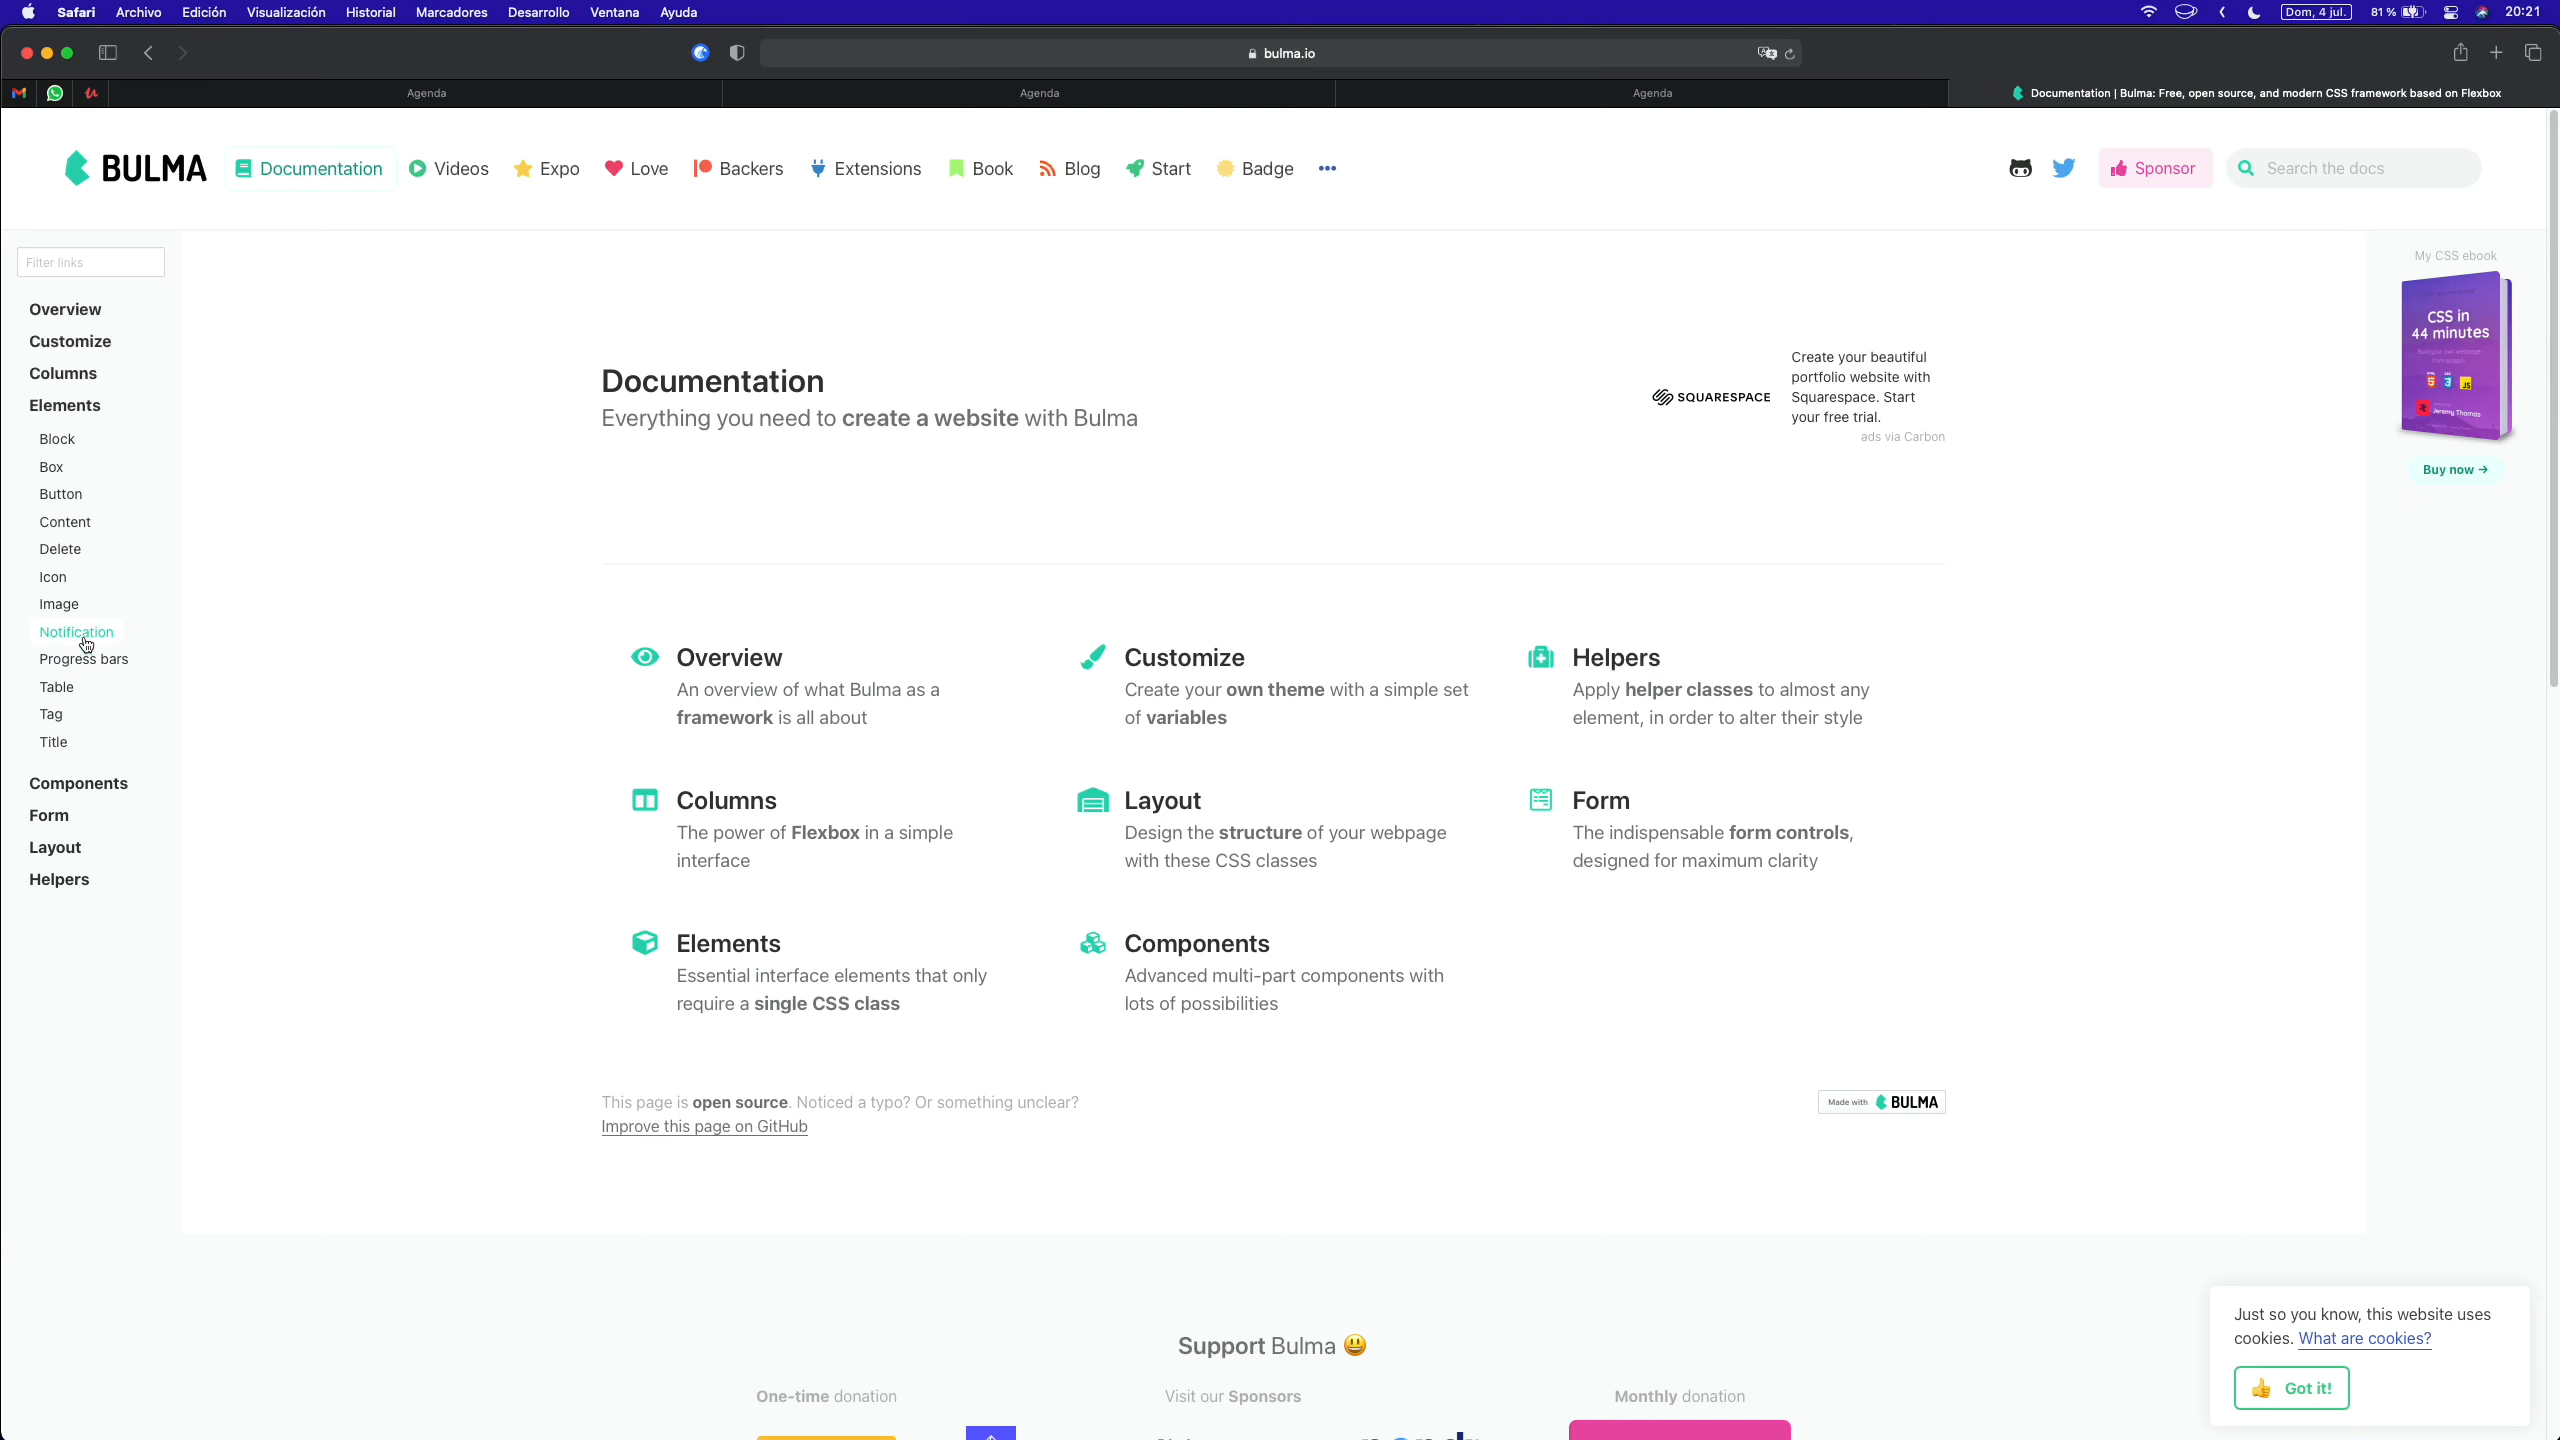 Safari Archivo Edición Visualización Historial Marcadores Desarrollo Ventana Ayuda Dom, 4 jul. 81 % 20:21
bulma.io
Agenda Agenda Agenda Documentation | Bulma: Free, open source, and modern CSS framework based on Flexbox
BULMA Documentation Videos Expo Love Backers Extensions Book Blog Start Badge Sponsor Search the docs
Filter links
Overview
Customize
Columns
Elements
Block
Box
Button
Content
Delete
Icon
Image
Notification
Progress bars
Table
Tag
Title
Components
Form
Layout
Helpers
Documentation
Everything you need to create a website with Bulma
SQUARESPACE
Create your beautiful
portfolio website with
Squarespace. Start
your free trial.
ads via Carbon
My CSS ebook
CSS in
44 minutes
Jeremy Thomas
Buy now →
Overview
An overview of what Bulma as a
framework is all about
Customize
Create your own theme with a simple set
of variables
Helpers
Apply helper classes to almost any
element, in order to alter their style
Columns
The power of Flexbox in a simple
interface
Layout
Design the structure of your webpage
with these CSS classes
Form
The indispensable form controls,
designed for maximum clarity
Elements
Essential interface elements that only
require a single CSS class
Components
Advanced multi-part components with
lots of possibilities
This page is open source. Noticed a typo? Or something unclear?
Improve this page on GitHub
Made with BULMA
Support Bulma 😃
One-time donation
Visit our Sponsors
Monthly donation
Just so you know, this website uses
cookies. What are cookies?
👍 Got it!